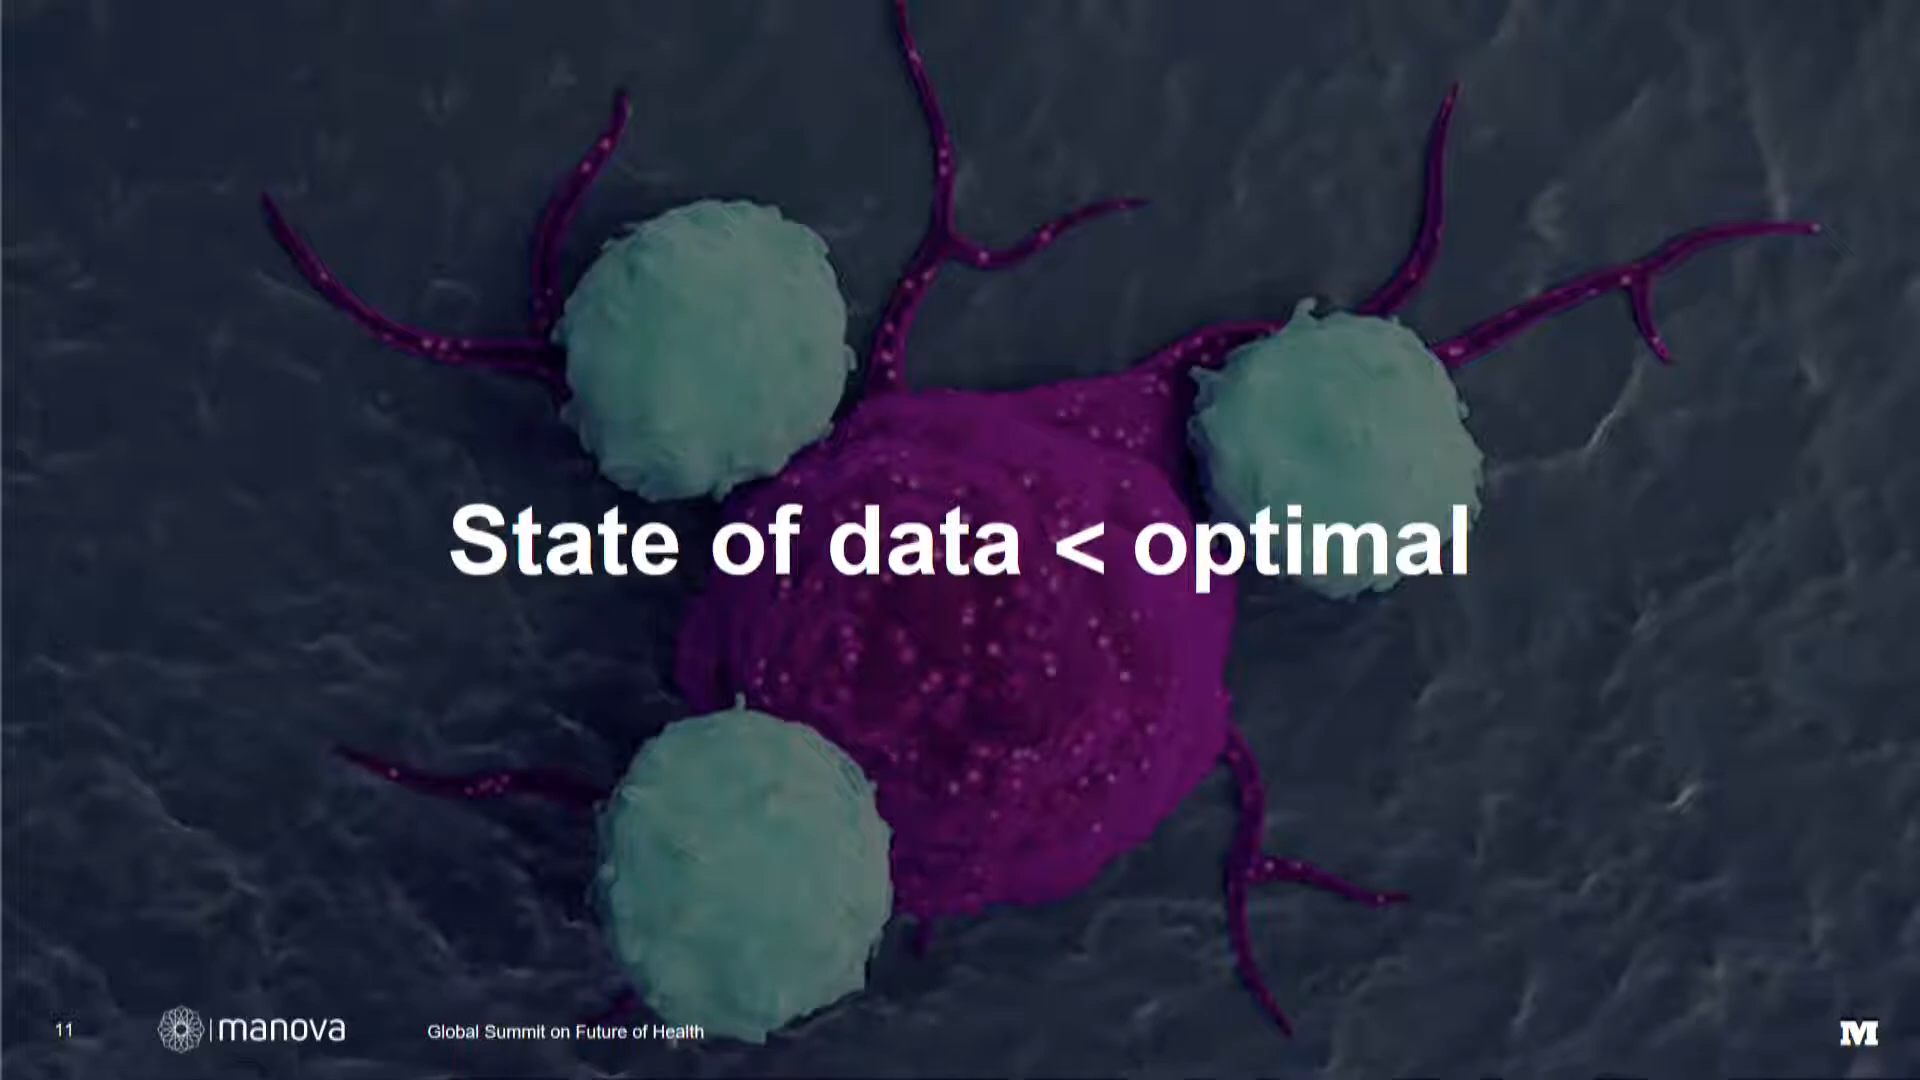 State of data < optimal
11
manova
Global Summit on Future of Health
M